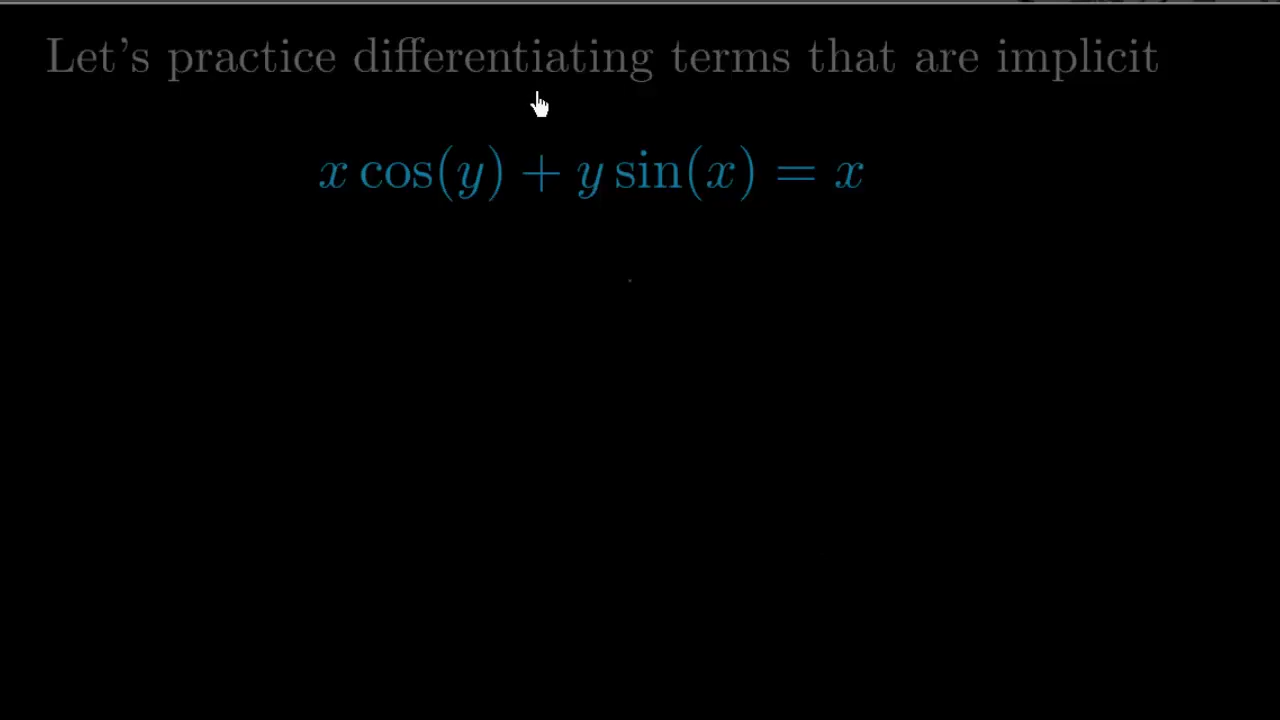 Let's practice differentiating terms that are implicit
x cos(y) + y sin(x) = x